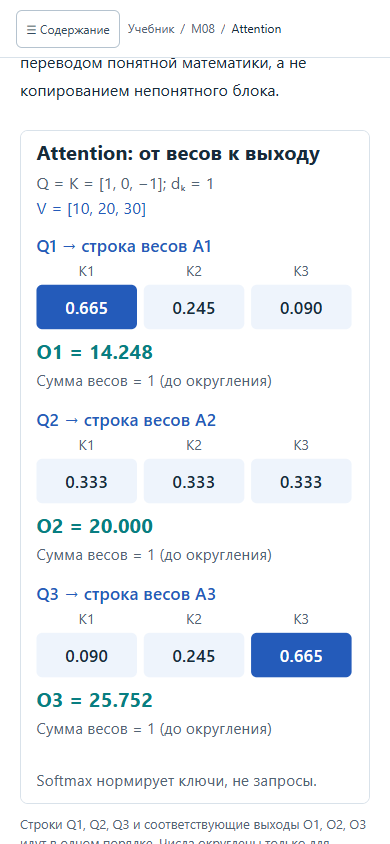 ☰ Содержание
Учебник / M08 / Attention
переводом понятной математики, а не
копированием непонятного блока.
Attention: от весов к выходу
Q = K = [1, 0, −1]; dₖ = 1
V = [10, 20, 30]
Q1 → строка весов A1
K1 K2 K3
0.665 0.245 0.090
O1 = 14.248
Сумма весов = 1 (до округления)
Q2 → строка весов A2
K1 K2 K3
0.333 0.333 0.333
O2 = 20.000
Сумма весов = 1 (до округления)
Q3 → строка весов A3
K1 K2 K3
0.090 0.245 0.665
O3 = 25.752
Сумма весов = 1 (до округления)
Softmax нормирует ключи, не запросы.
Строки Q1, Q2, Q3 и соответствующие выходы O1, O2, O3
идут в одном порядке. Числа округлены только для